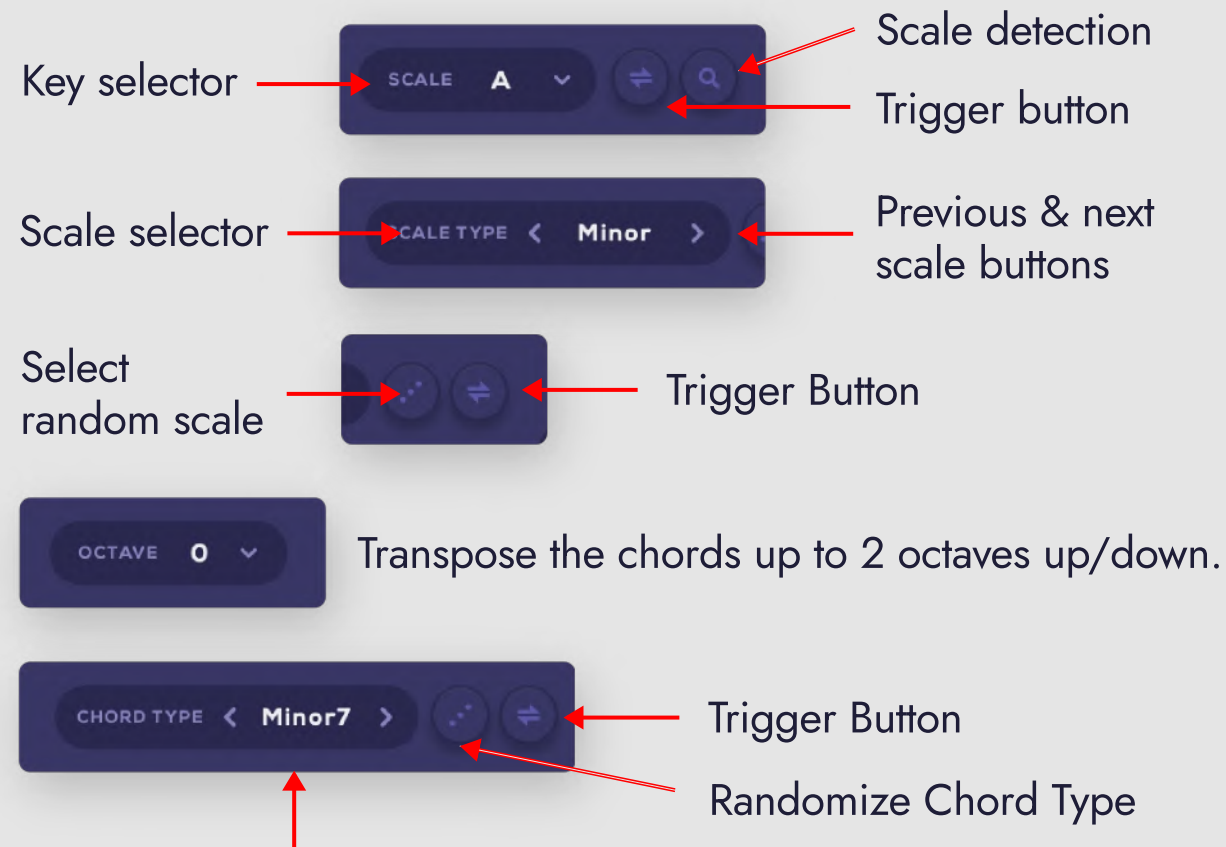 Scale detection
Key selector
SCALE A
Trigger button
Scale selector
SCALE TYPE Minor
Previous & next
scale buttons
Select
random scale
Trigger Button
OCTAVE 0
Transpose the chords up to 2 octaves up/down.
CHORD TYPE Minor7
Trigger Button
Randomize Chord Type